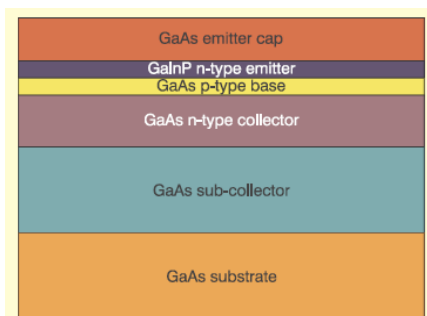 GaAs emitter cap
GaInP n-type emitter
GaAs p-type base
GaAs n-type collector
GaAs sub-collector
GaAs substrate